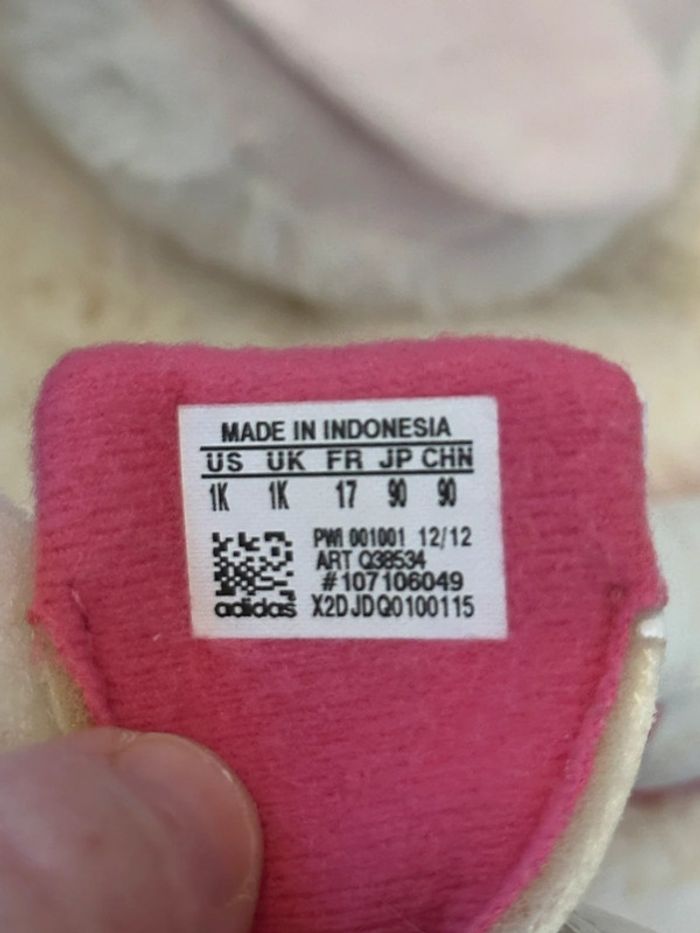 MADE IN INDONESIA
US UK FR JP CHN
1K 1K 17 90 90
PWI 001001 12/12
ART Q38534
#107106049
adidas X2DJDQ0100115